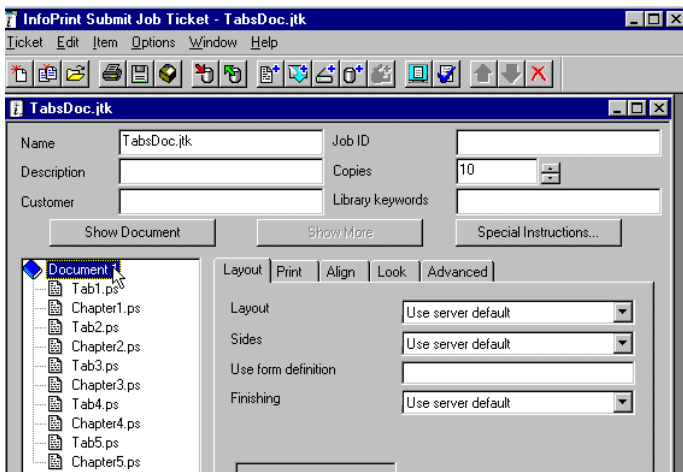 InfoPrint Submit Job Ticket - TabsDoc.jtk
Ticket Edit Item Options Window Help
TabsDoc.jtk
Name TabsDoc.jtk Job ID
Description Copies 10
Customer Library keywords
Show Document Show More Special Instructions...
Document 1
Layout Print Align Look Advanced
Tab1.ps
Chapter1.ps
Layout Use server default
Tab2.ps
Chapter2.ps
Sides Use server default
Tab3.ps
Use form definition
Chapter3.ps
Tab4.ps
Finishing Use server default
Chapter4.ps
Tab5.ps
Chapter5.ps